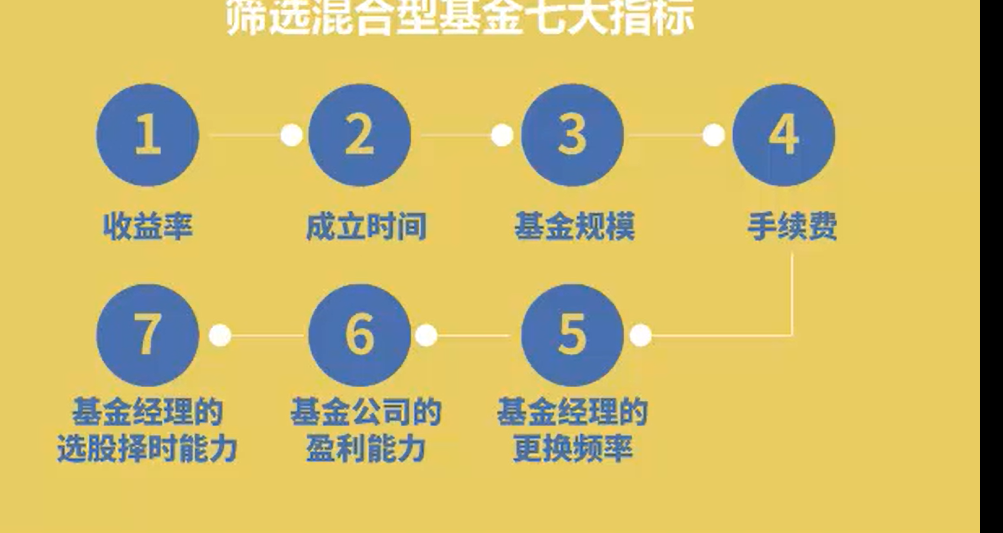 筛选混合型基金七大指标
1
2
3
4
收益率
成立时间
基金规模
手续费
7
6
5
基金经理的
选股择时能力
基金公司的
盈利能力
基金经理的
更换频率